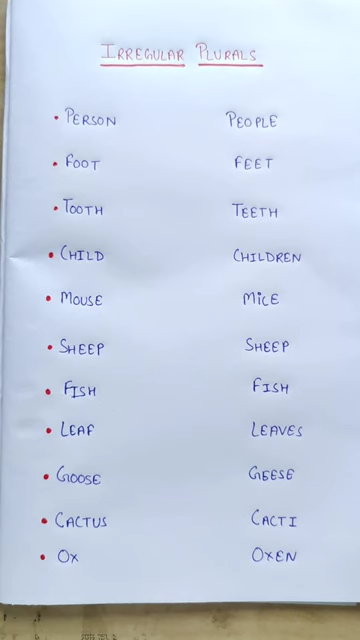 IRREGULAR PLURALS
• PERSON PEOPLE
• FOOT FEET
• TOOTH TEETH
• CHILD CHILDREN
• MOUSE MICE
• SHEEP SHEEP
• FISH FISH
• LEAF LEAVES
• GOOSE GEESE
• CACTUS CACTI
• OX OXEN